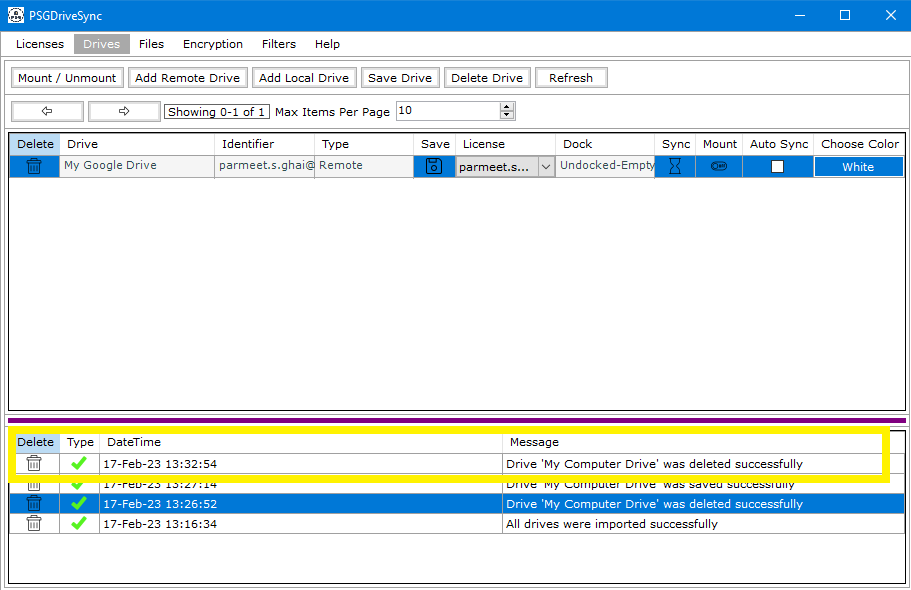 PSGDriveSync
Licenses Drives Files Encryption Filters Help
Mount / Unmount Add Remote Drive Add Local Drive Save Drive Delete Drive Refresh
Showing 0-1 of 1 Max Items Per Page 10
Delete Drive Identifier Type Save License Dock Sync Mount Auto Sync Choose Color
My Google Drive parmeet.s.ghai@ Remote parmeet.s... Undocked-Empty White
Delete Type DateTime Message
17-Feb-23 13:32:54 Drive 'My Computer Drive' was deleted successfully
17-Feb-23 13:27:14 Drive 'My Computer Drive' was saved successfully
17-Feb-23 13:26:52 Drive 'My Computer Drive' was deleted successfully
17-Feb-23 13:16:34 All drives were imported successfully